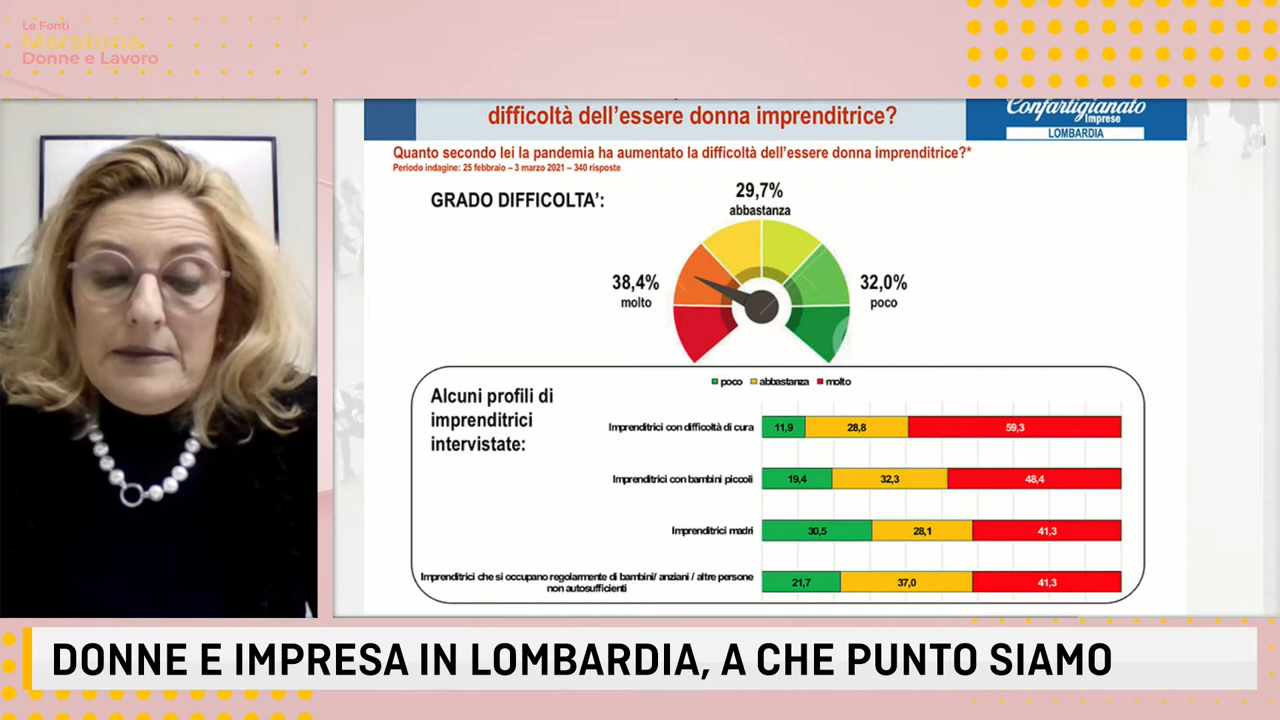 Le Fonti
Maratona
Donne e Lavoro
difficoltà dell'essere donna imprenditrice?
Confartigianato
Imprese
LOMBARDIA
Quanto secondo lei la pandemia ha aumentato la difficoltà dell'essere donna imprenditrice?*
Periodo indagine: 25 febbraio – 3 marzo 2021 – 340 risposte
GRADO DIFFICOLTA':
29,7%
abbastanza
38,4%
molto
32,0%
poco
Alcuni profili di
imprenditrici
intervistate:
poco abbastanza molto
Imprenditrici con difficoltà di cura 11,9 28,8 59,3
Imprenditrici con bambini piccoli 19,4 32,3 48,4
Imprenditrici madri 30,5 28,1 41,3
Imprenditrici che si occupano regolarmente di bambini/ anziani / altre persone
non autosufficienti 21,7 37,0 41,3
DONNE E IMPRESA IN LOMBARDIA, A CHE PUNTO SIAMO